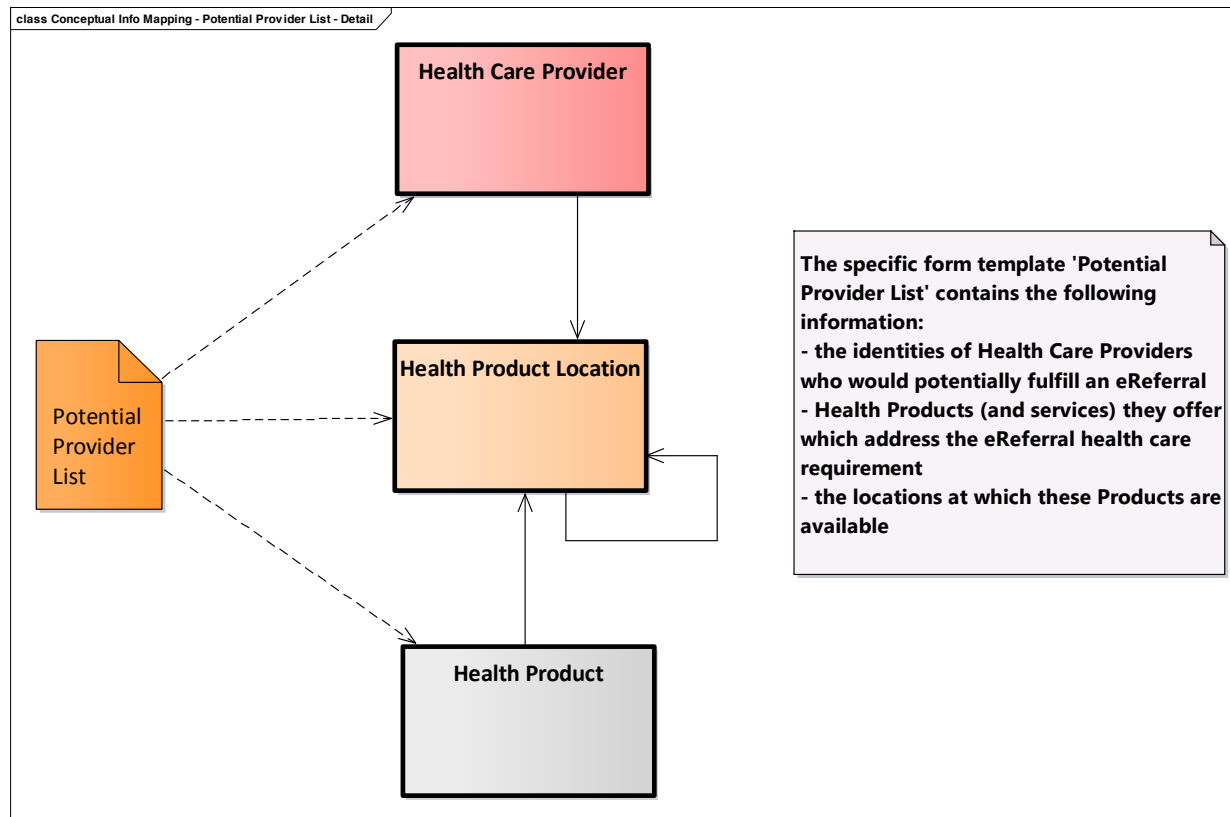 class Conceptual Info Mapping - Potential Provider List - Detail
Health Care Provider
Health Product Location
Potential
Provider
List
Health Product
The specific form template 'Potential
Provider List' contains the following
information:
- the identities of Health Care Providers
who would potentially fulfill an eReferral
- Health Products (and services) they offer
which address the eReferral health care
requirement
- the locations at which these Products are
available